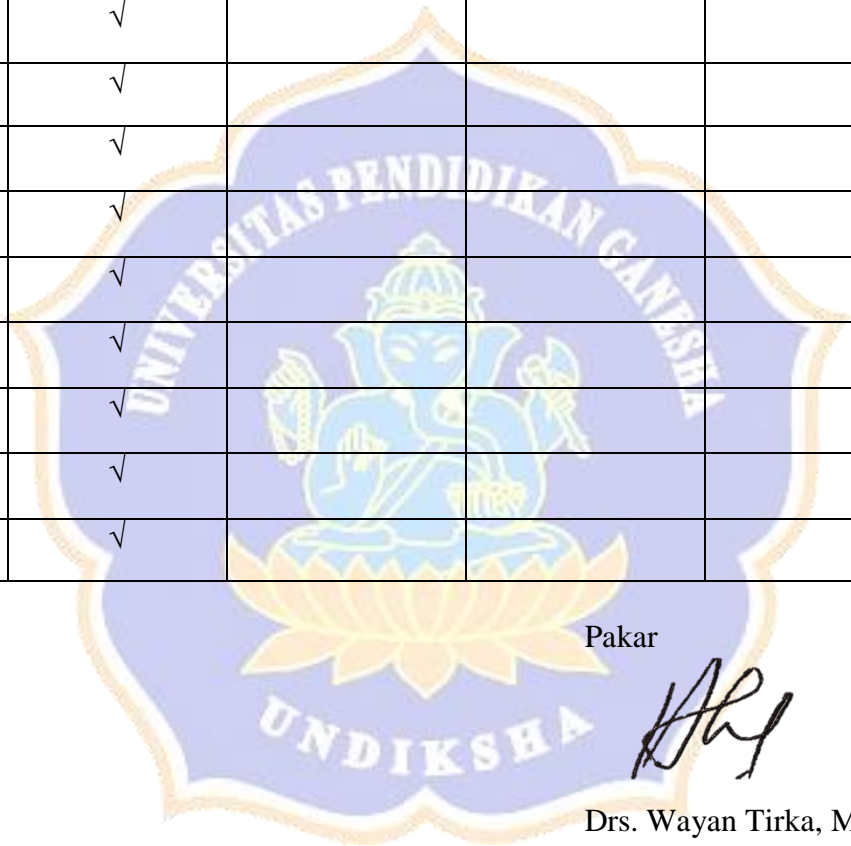 √
√
√
√
√
√
√
√
√
UNIVERSITAS PENDIDIKAN GANESHA
UNDIKSHA
Pakar
Drs. Wayan Tirka, M